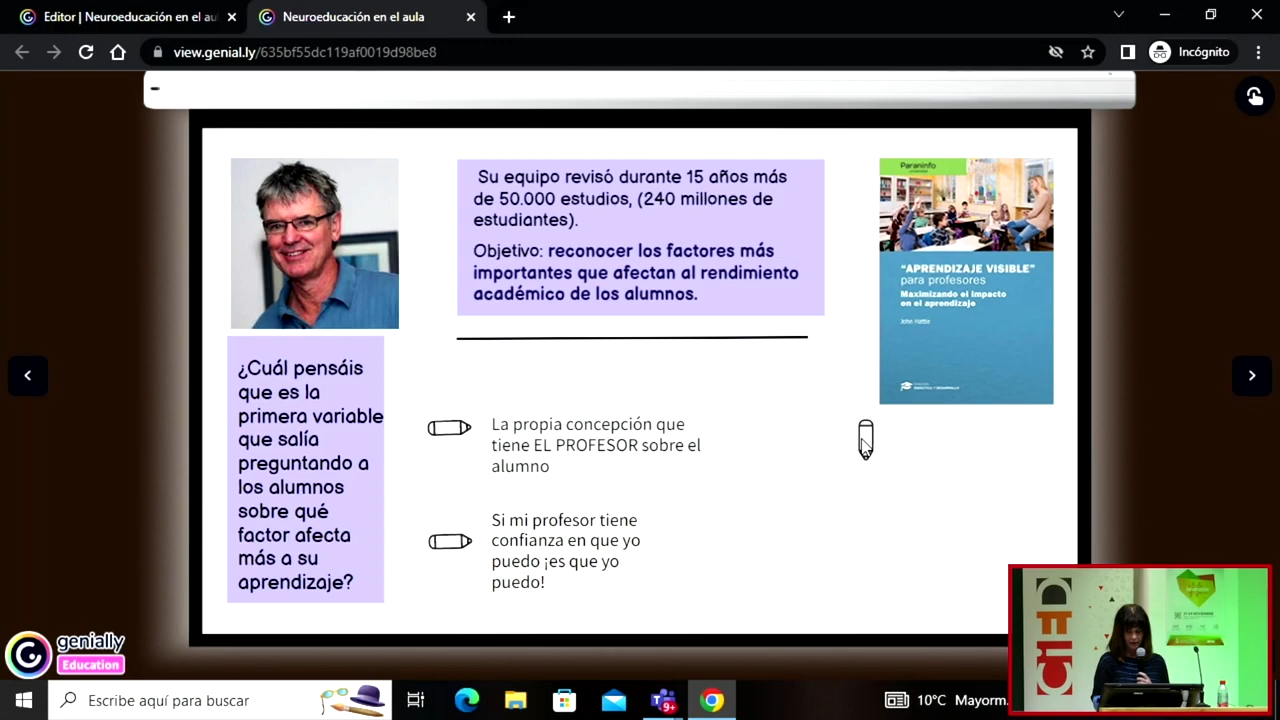 Editor | Neuroeducación en el au
Neuroeducación en el aula
view.genial.ly/635bf55dc119af0019d98be8
Incógnito
Su equipo revisó durante 15 años más
de 50.000 estudios, (240 millones de
estudiantes).
Objetivo: reconocer los factores más
importantes que afectan al rendimiento
académico de los alumnos.
Paraninfo
“APRENDIZAJE VISIBLE”
para profesores
Maximizando el impacto
en el aprendizaje
John Hattie
¿Cuál pensáis
que es la
primera variable
que salía
preguntando a
los alumnos
sobre qué
factor afecta
más a su
aprendizaje?
La propia concepción que
tiene EL PROFESOR sobre el
alumno
Si mi profesor tiene
confianza en que yo
puedo ¡es que yo
puedo!
genially
Education
Escribe aquí para buscar
9+
10°C Mayorm.